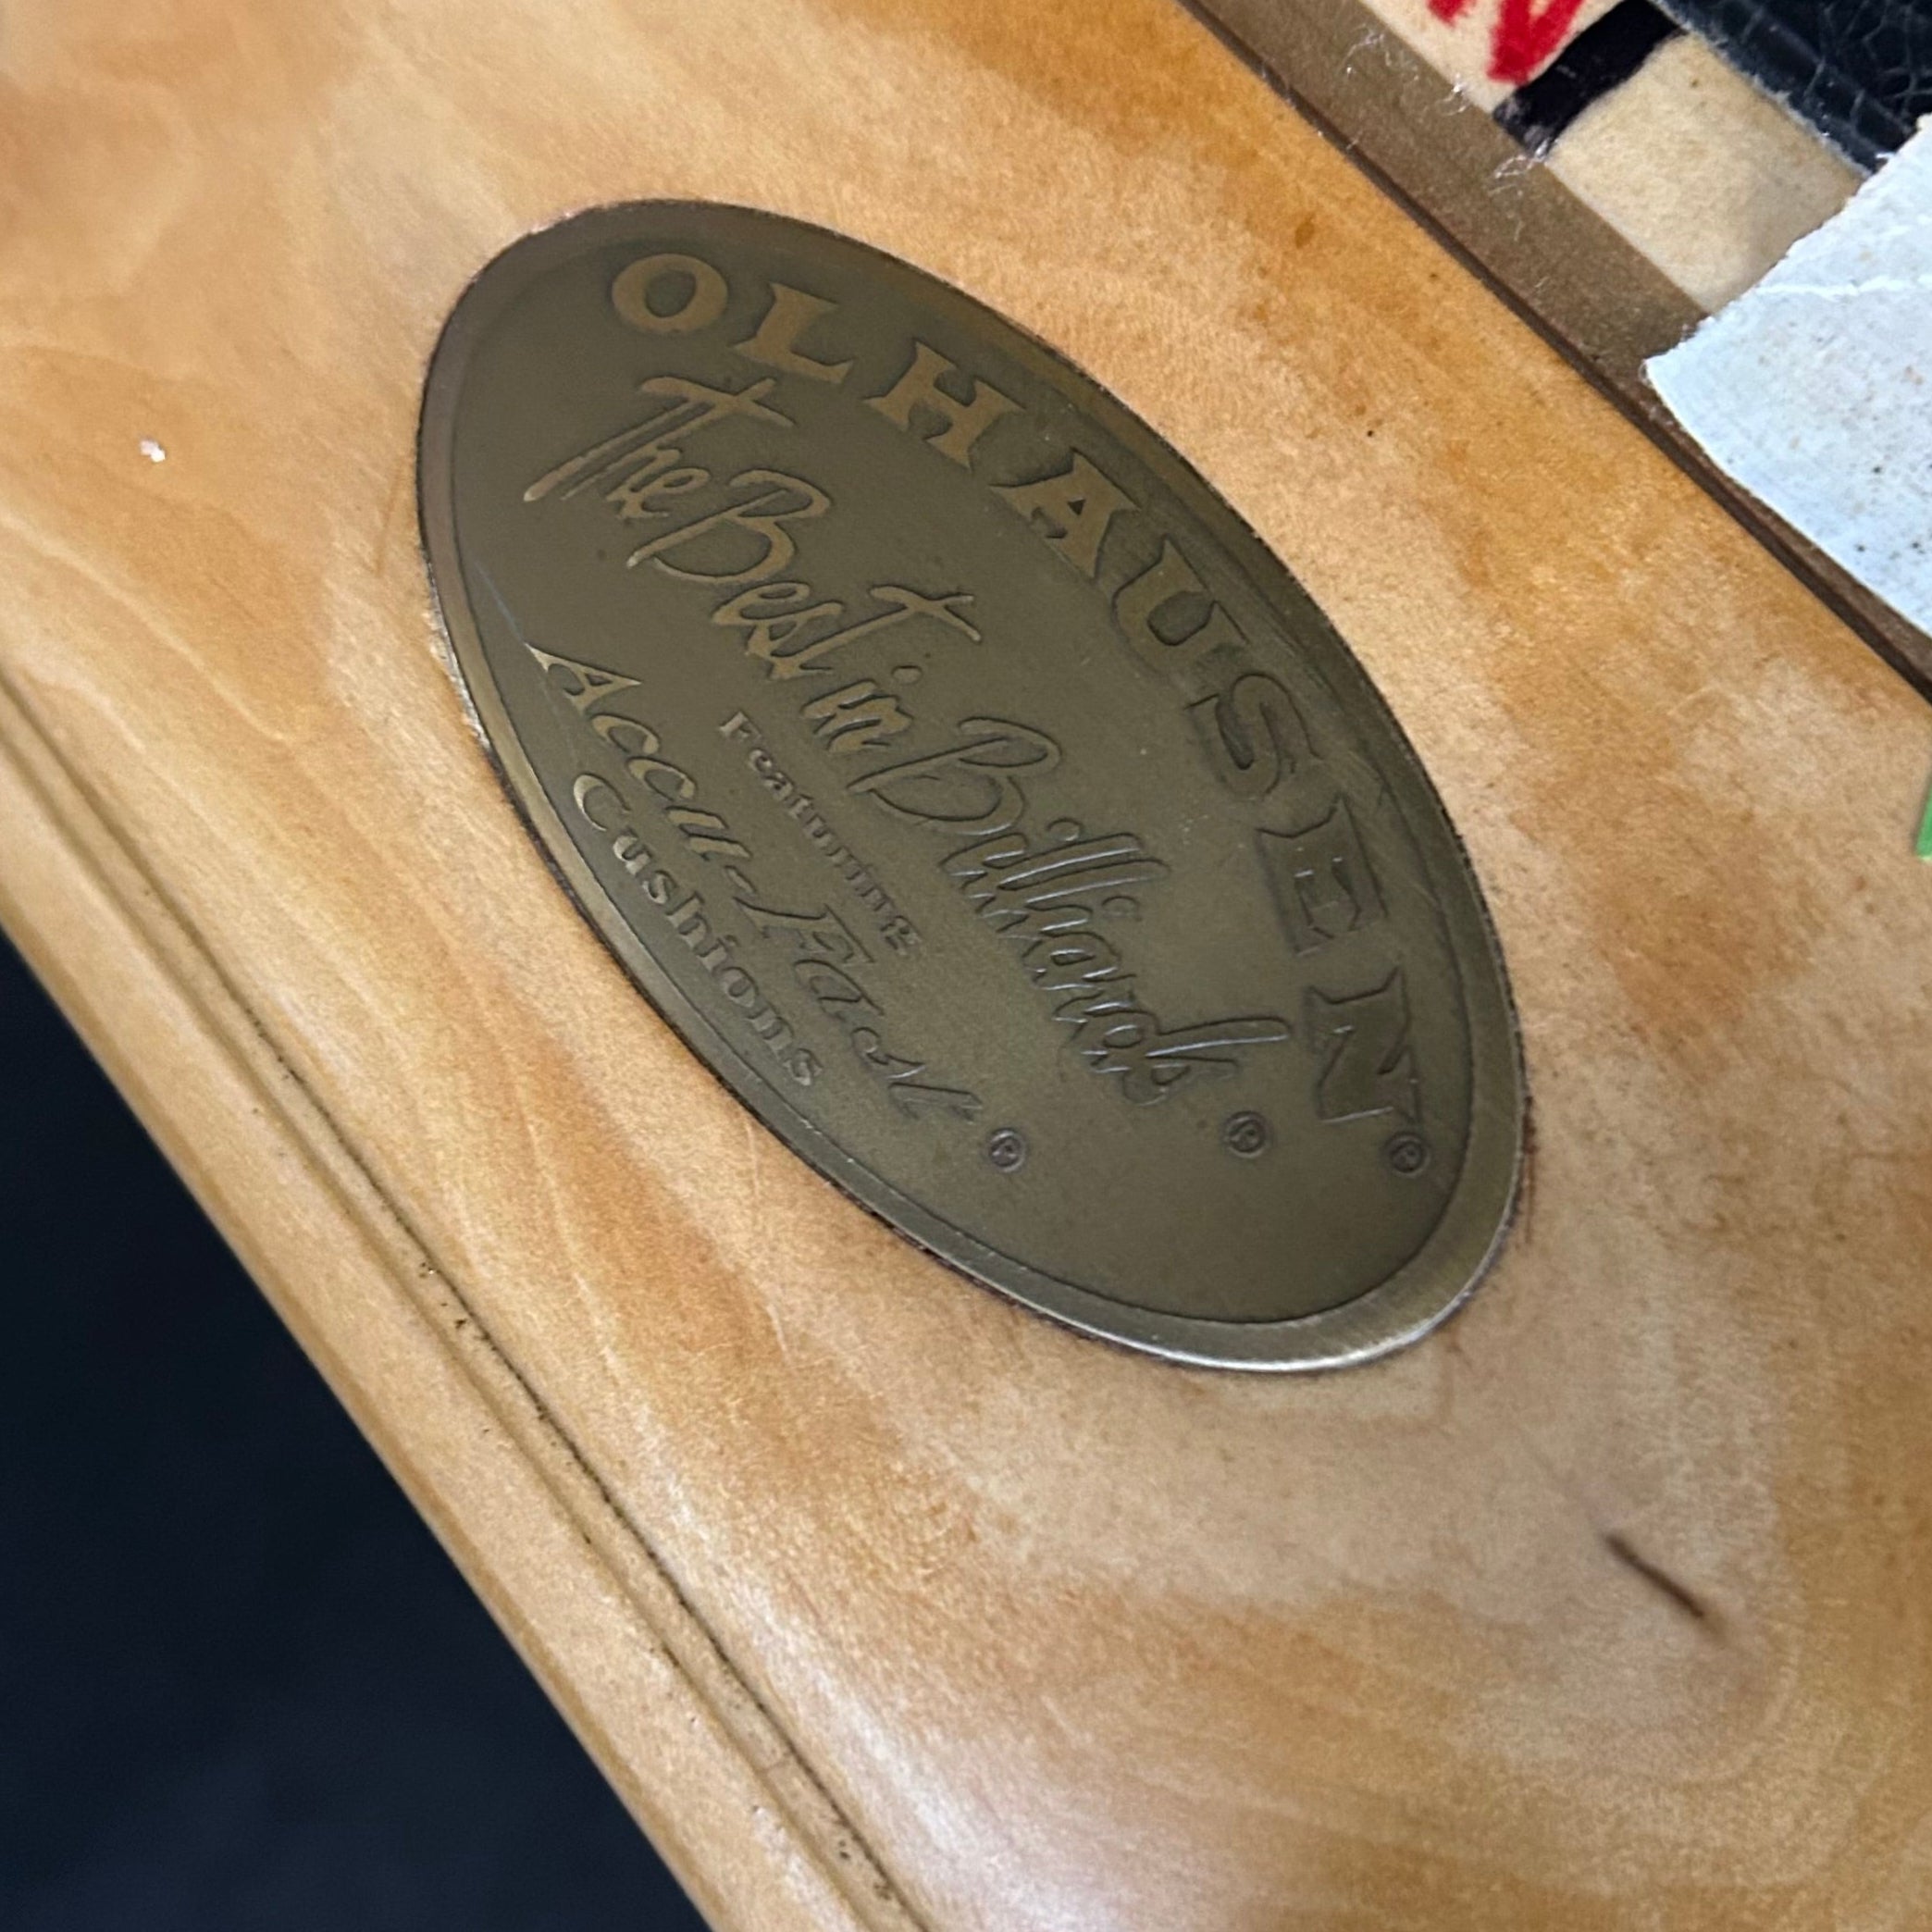 OLHAUSEN®
The Best in Billiards®
Featuring
Accu-Fast®
Cushions